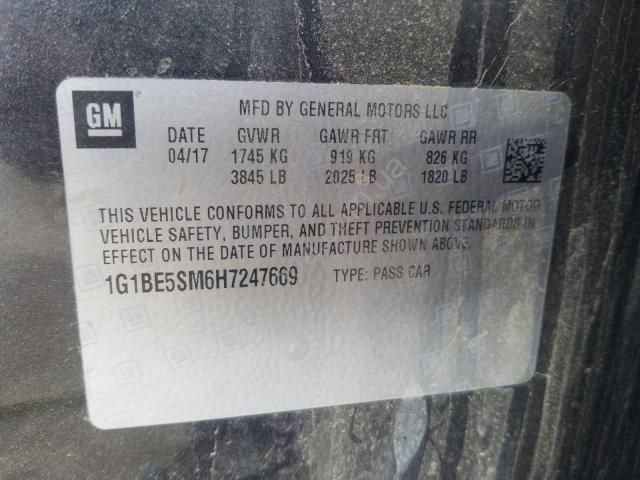 GM
MFD BY GENERAL MOTORS LLC
DATE GVWR GAWR FRT GAWR RR
04/17 1745 KG 919 KG 826 KG
3845 LB 2025 LB 1820 LB
THIS VEHICLE CONFORMS TO ALL APPLICABLE U.S. FEDERAL MOTOR
VEHICLE SAFETY, BUMPER, AND THEFT PREVENTION STANDARDS IN
EFFECT ON THE DATE OF MANUFACTURE SHOWN ABOVE.
1G1BE5SM6H7247669 TYPE: PASS CAR